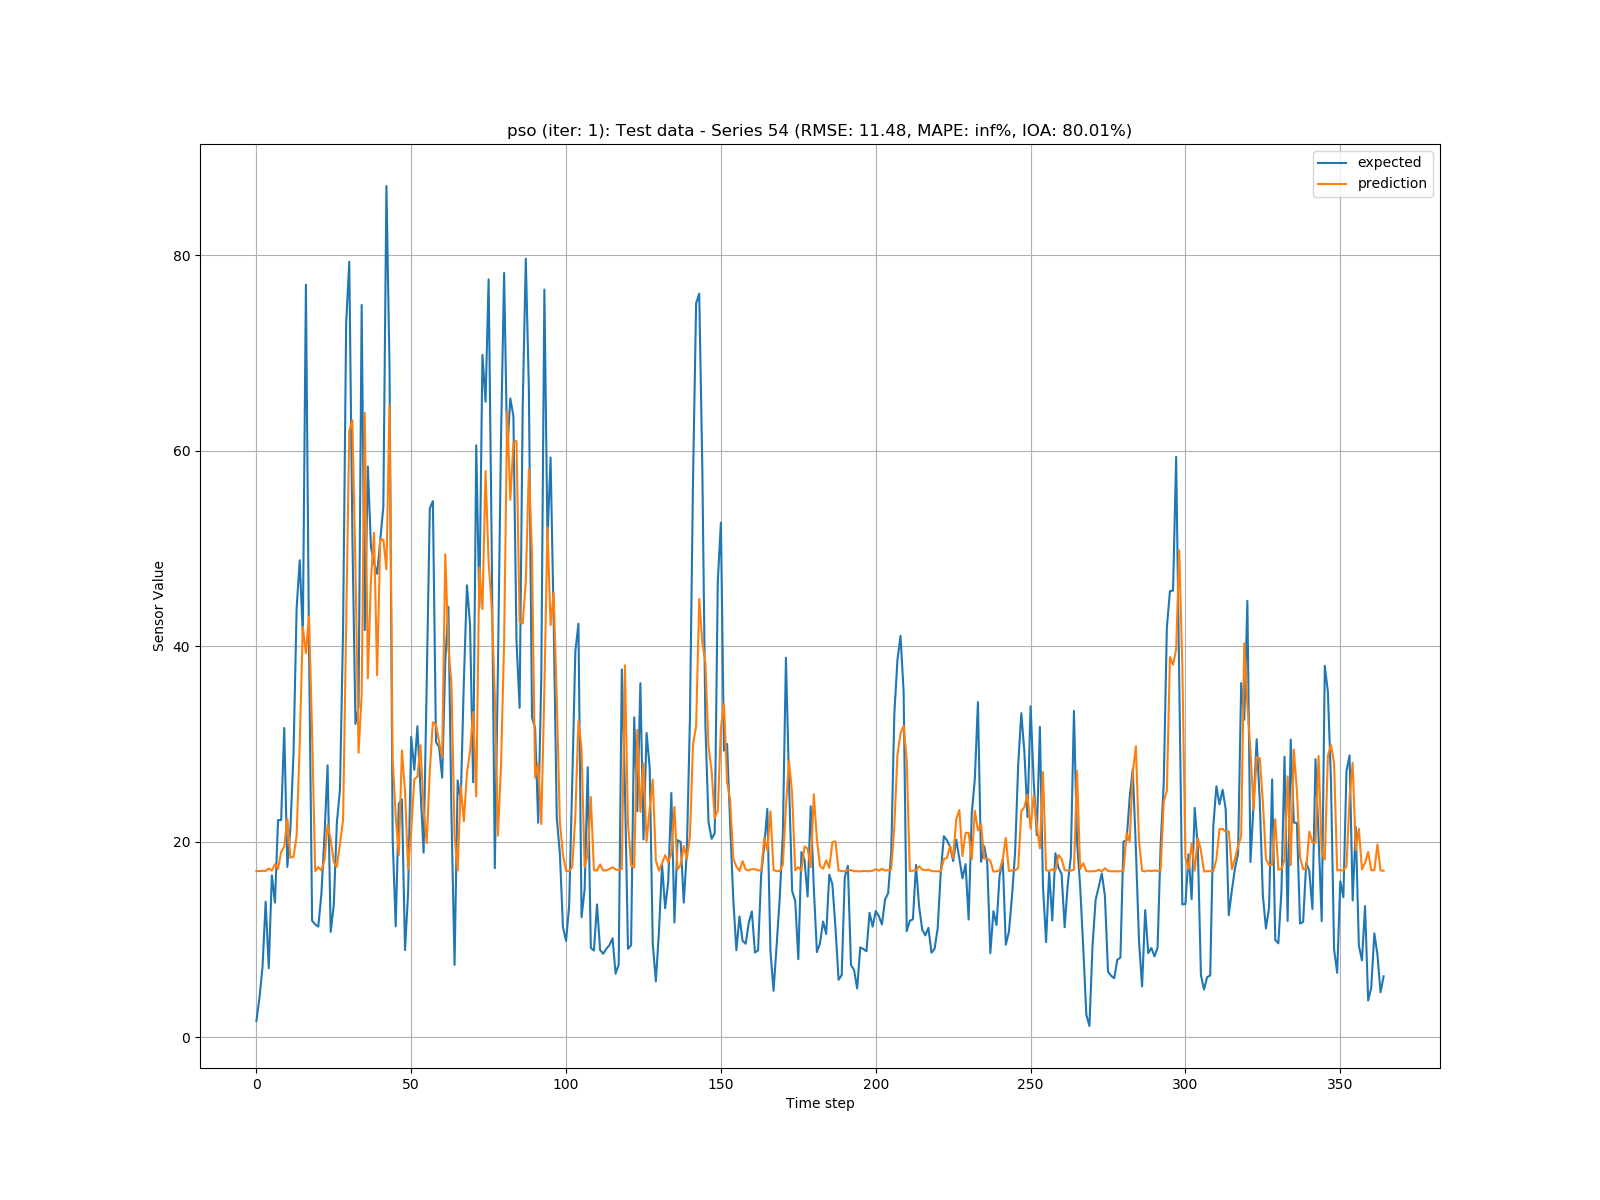 pso (iter: 1): Test data - Series 54 (RMSE: 11.48, MAPE: inf%, IOA: 80.01%)
expected
prediction
80
60
40
20
0
Sensor Value
0 50 100 150 200 250 300 350
Time step